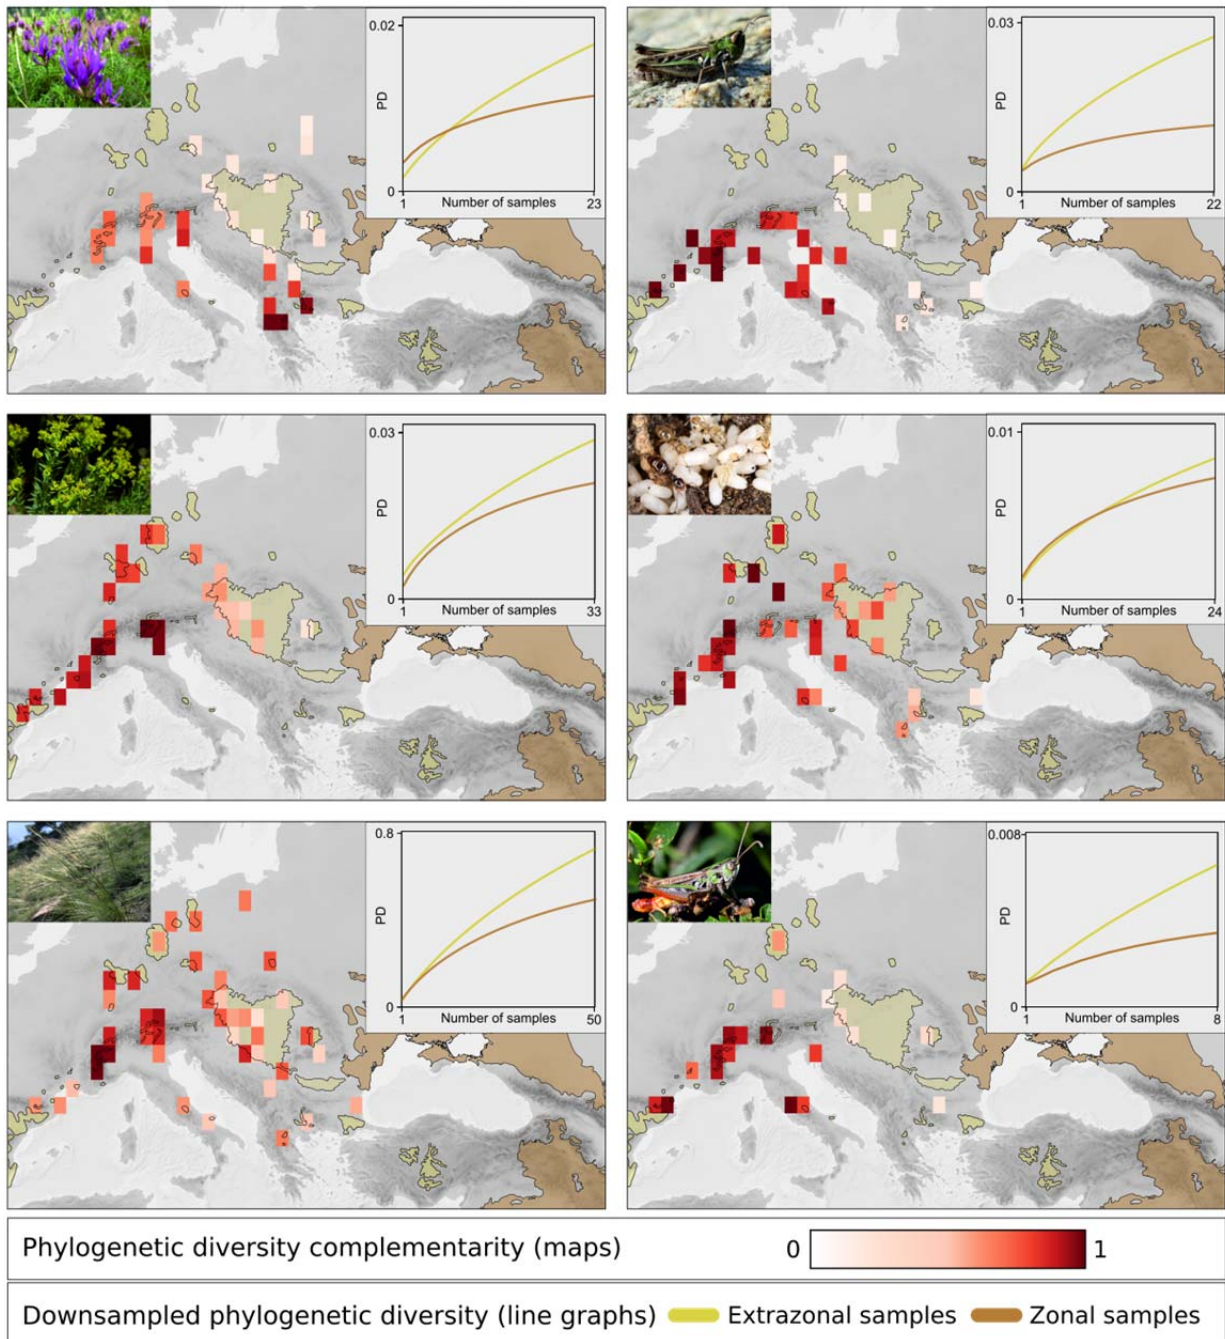 0.02
PD
0
1
Number of samples
23
0.03
PD
0
1
Number of samples
22
0.03
PD
0
1
Number of samples
33
0.01
PD
0
1
Number of samples
24
0.8
PD
0
1
Number of samples
50
0.008
PD
0
1
Number of samples
8
Phylogenetic diversity complementarity (maps) 0 1
Downsampled phylogenetic diversity (line graphs) Extrazonal samples Zonal samples